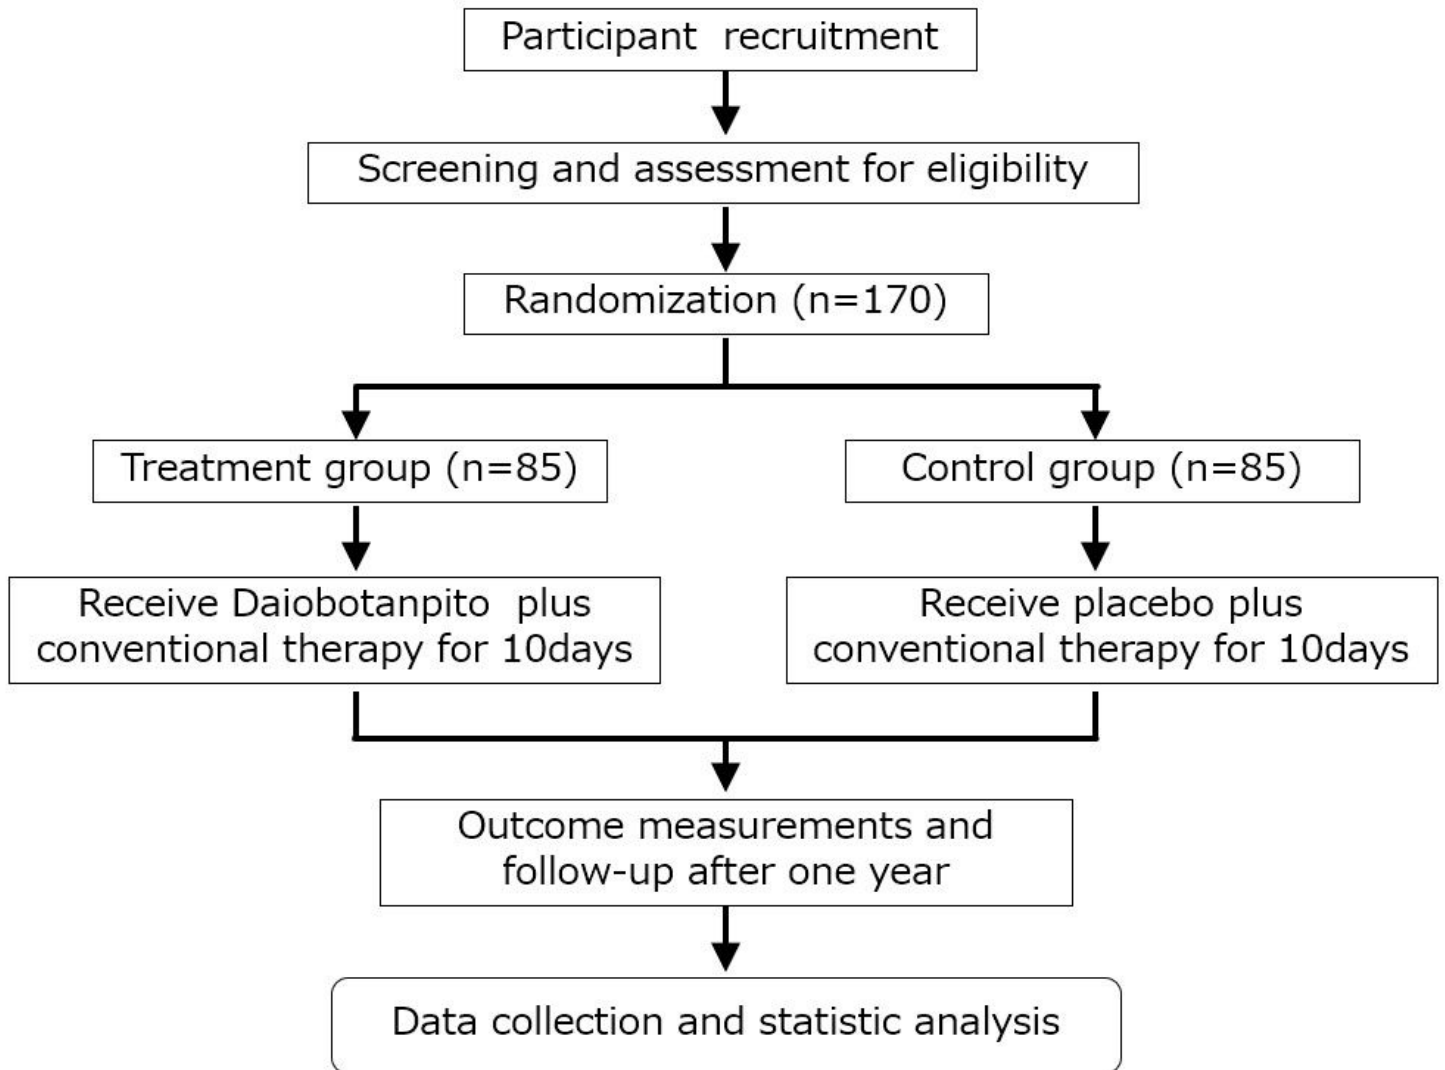 Participant recruitment
Screening and assessment for eligibility
Randomization (n=170)
Treatment group (n=85)
Control group (n=85)
Receive Daiobotanpito plus
conventional therapy for 10days
Receive placebo plus
conventional therapy for 10days
Outcome measurements and
follow-up after one year
Data collection and statistic analysis